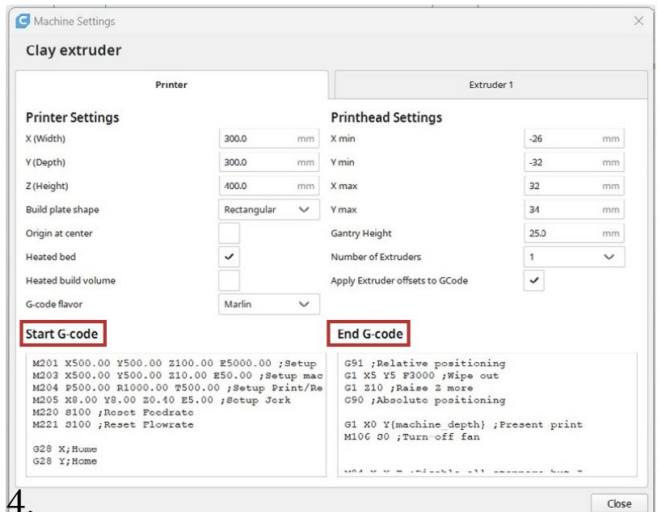 Machine Settings
Clay extruder
Printer
Extruder 1
Printer Settings
X (Width) 300.0 mm
Y (Depth) 300.0 mm
Z (Height) 400.0 mm
Build plate shape Rectangular
Origin at center
Heated bed
Heated build volume
G-code flavor Marlin
Printhead Settings
X min -26 mm
Y min -32 mm
X max 32 mm
Y max 34 mm
Gantry Height 25.0 mm
Number of Extruders 1
Apply Extruder offsets to GCode
Start G-code
M201 X500.00 Y500.00 Z100.00 E5000.00 ;Setup
M203 X500.00 Y500.00 Z10.00 E50.00 ;Setup mac
M204 P500.00 R1000.00 T500.00 ;Setup Print/Re
M205 X8.00 Y8.00 Z0.40 E5.00 ;Setup Jerk
M220 S100 ;Reset Feedrate
M221 S100 ;Reset Flowrate
G28 X;Home
G28 Y;Home
End G-code
G91 ;Relative positioning
G1 X5 Y5 F3000 ;Wipe out
G1 Z10 ;Raise Z more
G90 ;Absolute positioning
G1 X0 Y{machine_depth} ;Present print
M106 S0 ;Turn-off fan
4.
Close